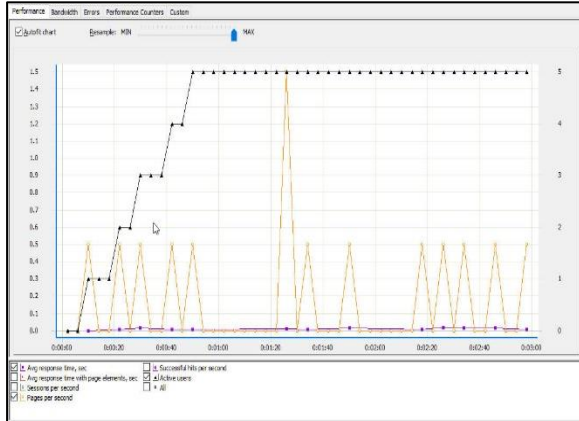 Performance Bandwidth Errors Performance Counters Custom
Autofit chart Resample: MIN MAX
1.5 5
1.4
1.3
1.2 4
1.1
1.0
0.9 3
0.8
0.7
0.6 2
0.5
0.4
0.3 1
0.2
0.1
0.0 0
0:00:00 0:00:20 0:00:40 0:01:00 0:01:20 0:01:40 0:02:00 0:02:20 0:02:40 0:03:00
Avg response time, sec Successful hits per second
Avg response time with page elements, sec Active users
Sessions per second All
Pages per second